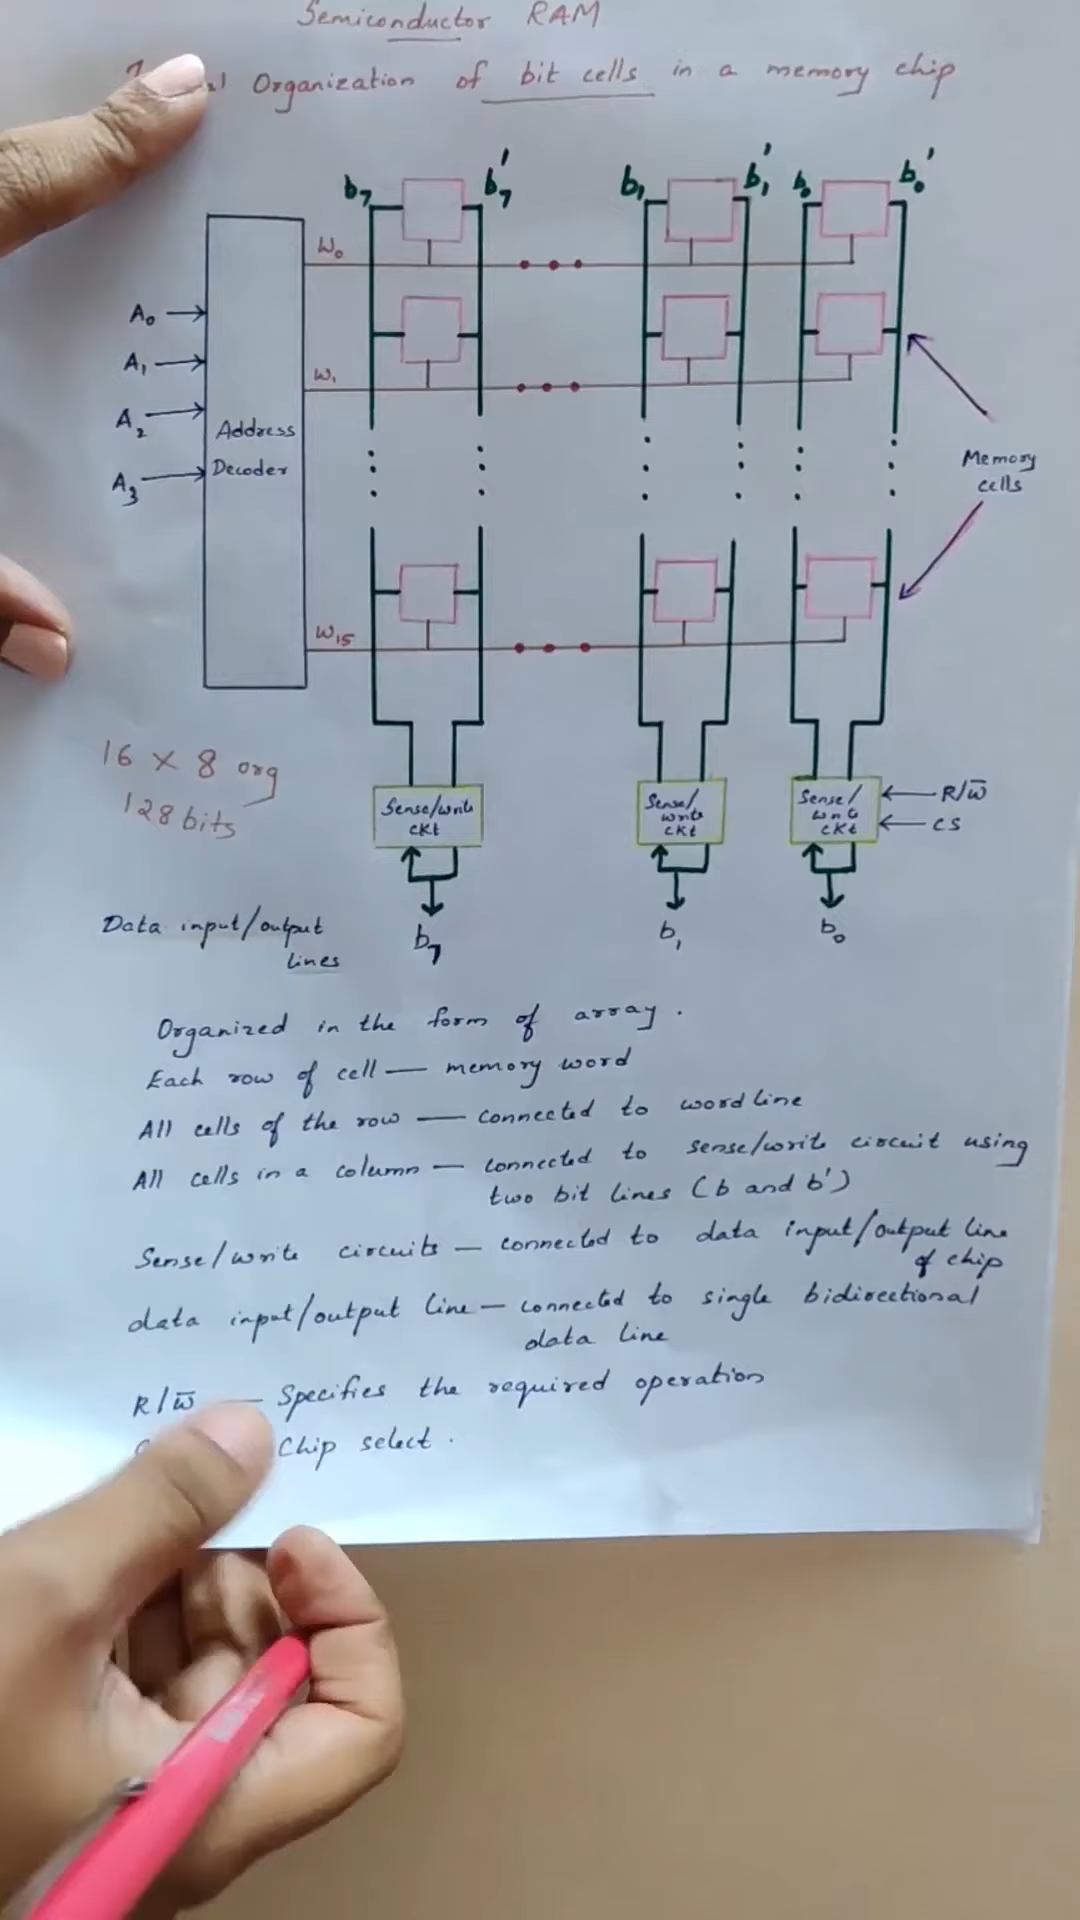 Semiconductor RAM
Organization of bit cells in a memory chip
b7 b7' b1 b1' b0 b0'
W0
A0
A1
W1
A2
Address
Decoder
A3
Memory
cells
W15
16 × 8 org
128 bits
Sense/write
CKt
Sense/
write
CKt
Sense/
write
CKt
R/w̅
CS
Data input/output
lines
b7
b1
b0
Organized in the form of array.
Each row of cell — memory word
All cells of the row — connected to word line
All cells in a column — connected to sense/write circuit using
two bit lines (b and b')
Sense/write circuits — connected to data input/output line
of chip
data input/output line — connected to single bidirectional
data line
R/w̅ — Specifies the required operation
Chip select.